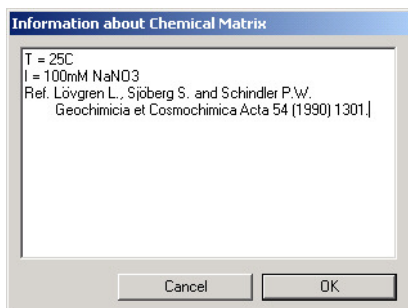 Information about Chemical Matrix
T = 25C
I = 100mM NaNO3
Ref. Lövgren L., Sjöberg S. and Schindler P.W.
Geochimicia et Cosmochimica Acta 54 (1990) 1301.
Cancel
OK